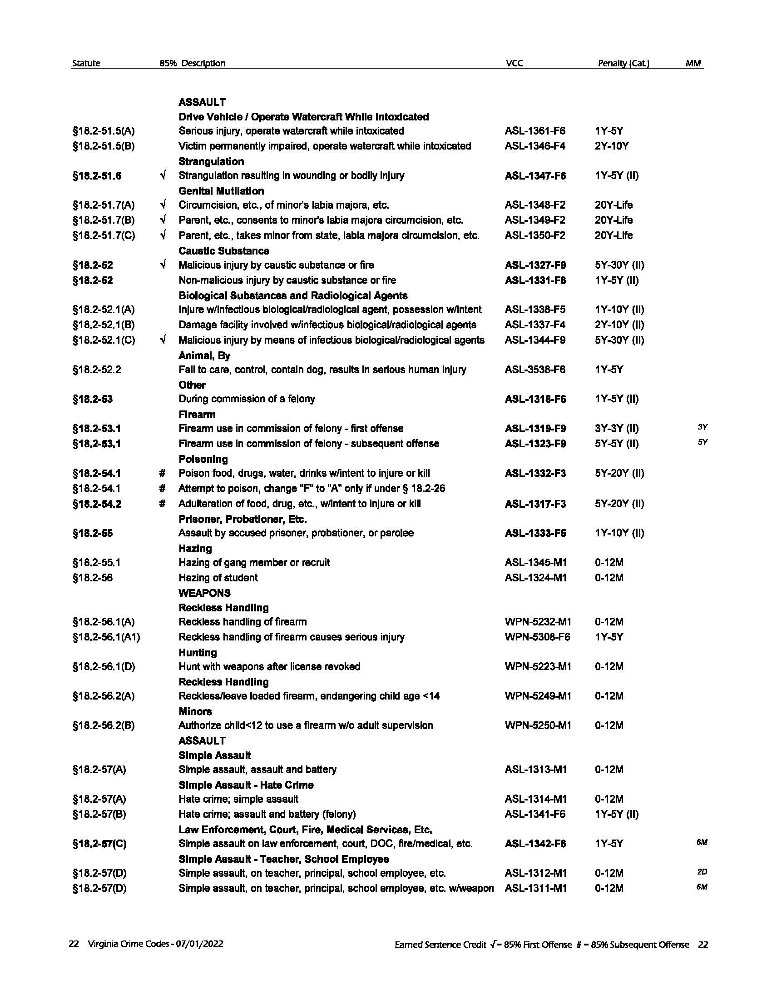 Statute 85% Description VCC Penalty (Cat.) MM
ASSAULT
Drive Vehicle / Operate Watercraft While Intoxicated
§18.2-51.5(A) Serious injury, operate watercraft while intoxicated ASL-1361-F6 1Y-5Y
§18.2-51.5(B) Victim permanently impaired, operate watercraft while intoxicated ASL-1346-F4 2Y-10Y
Strangulation
§18.2-51.6 √ Strangulation resulting in wounding or bodily injury ASL-1347-F6 1Y-5Y (II)
Genital Mutilation
§18.2-51.7(A) √ Circumcision, etc., of minor's labia majora, etc. ASL-1348-F2 20Y-Life
§18.2-51.7(B) √ Parent, etc., consents to minor's labia majora circumcision, etc. ASL-1349-F2 20Y-Life
§18.2-51.7(C) √ Parent, etc., takes minor from state, labia majora circumcision, etc. ASL-1350-F2 20Y-Life
Caustic Substance
§18.2-52 √ Malicious injury by caustic substance or fire ASL-1327-F9 5Y-30Y (II)
§18.2-52 Non-malicious injury by caustic substance or fire ASL-1331-F6 1Y-5Y (II)
Biological Substances and Radiological Agents
§18.2-52.1(A) Injure w/infectious biological/radiological agent, possession w/intent ASL-1338-F5 1Y-10Y (II)
§18.2-52.1(B) Damage facility involved w/infectious biological/radiological agents ASL-1337-F4 2Y-10Y (II)
§18.2-52.1(C) √ Malicious injury by means of infectious biological/radiological agents ASL-1344-F9 5Y-30Y (II)
Animal, By
§18.2-52.2 Fail to care, control, contain dog, results in serious human injury ASL-3538-F6 1Y-5Y
Other
§18.2-53 During commission of a felony ASL-1318-F6 1Y-5Y (II)
Firearm
§18.2-53.1 Firearm use in commission of felony - first offense ASL-1319-F9 3Y-3Y (II) 3Y
§18.2-53.1 Firearm use in commission of felony - subsequent offense ASL-1323-F9 5Y-5Y (II) 5Y
Poisoning
§18.2-54.1 # Poison food, drugs, water, drinks w/intent to injure or kill ASL-1332-F3 5Y-20Y (II)
§18.2-54.1 # Attempt to poison, change "F" to "A" only if under § 18.2-26
§18.2-54.2 # Adulteration of food, drug, etc., w/intent to injure or kill ASL-1317-F3 5Y-20Y (II)
Prisoner, Probationer, Etc.
§18.2-55 Assault by accused prisoner, probationer, or parolee ASL-1333-F5 1Y-10Y (II)
Hazing
§18.2-55.1 Hazing of gang member or recruit ASL-1345-M1 0-12M
§18.2-56 Hazing of student ASL-1324-M1 0-12M
WEAPONS
Reckless Handling
§18.2-56.1(A) Reckless handling of firearm WPN-5232-M1 0-12M
§18.2-56.1(A1) Reckless handling of firearm causes serious injury WPN-5308-F6 1Y-5Y
Hunting
§18.2-56.1(D) Hunt with weapons after license revoked WPN-5223-M1 0-12M
Reckless Handling
§18.2-56.2(A) Reckless/leave loaded firearm, endangering child age <14 WPN-5249-M1 0-12M
Minors
§18.2-56.2(B) Authorize child<12 to use a firearm w/o adult supervision WPN-5250-M1 0-12M
ASSAULT
Simple Assault
§18.2-57(A) Simple assault, assault and battery ASL-1313-M1 0-12M
Simple Assault - Hate Crime
§18.2-57(A) Hate crime; simple assault ASL-1314-M1 0-12M
§18.2-57(B) Hate crime; assault and battery (felony) ASL-1341-F6 1Y-5Y (II)
Law Enforcement, Court, Fire, Medical Services, Etc.
§18.2-57(C) Simple assault on law enforcement, court, DOC, fire/medical, etc. ASL-1342-F6 1Y-5Y 6M
Simple Assault - Teacher, School Employee
§18.2-57(D) Simple assault, on teacher, principal, school employee, etc. ASL-1312-M1 0-12M 2D
§18.2-57(D) Simple assault, on teacher, principal, school employee, etc. w/weapon ASL-1311-M1 0-12M 6M
22 Virginia Crime Codes - 07/01/2022 Earned Sentence Credit √ - 85% First Offense # - 85% Subsequent Offense 22